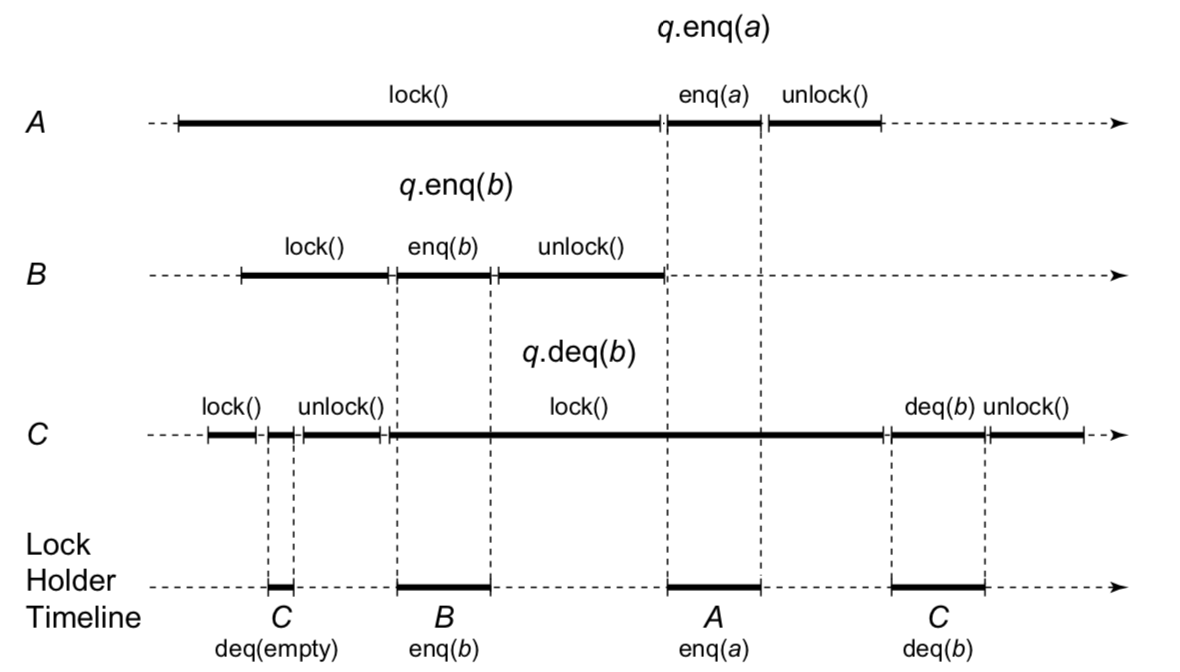 q.enq(a)
lock() enq(a) unlock()
A
q.enq(b)
lock() enq(b) unlock()
B
q.deq(b)
lock() unlock() lock() deq(b) unlock()
C
Lock
Holder
Timeline
C B A C
deq(empty) enq(b) enq(a) deq(b)